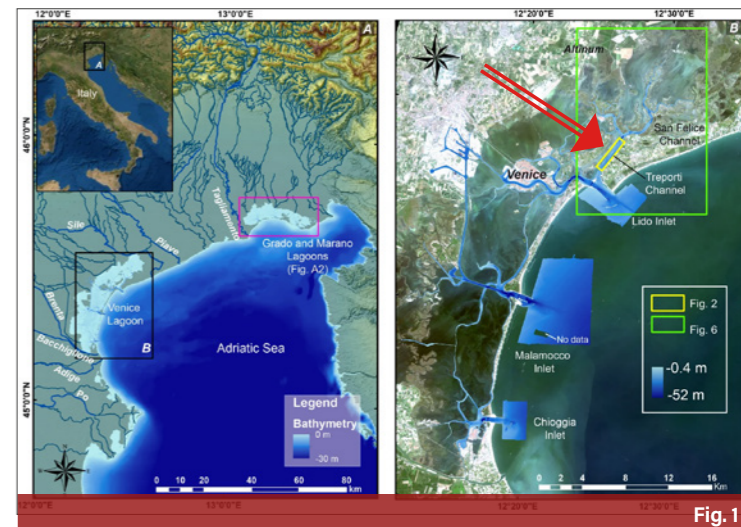 12°0'0"E
13°0'0"E
A
Italy
A
46°0'0"N
45°0'0"N
Tagliamento
Sile
Piave
Grado and Marano
Lagoons
(Fig. A2)
Venice
Lagoon
Brenta
B
Bacchiglione
Adige
Po
Adriatic Sea
Legend
Bathymetry
0 m
-30 m
0
20
40
60
80
Km
12°0'0"E
13°0'0"E
12°20'0"E
12°30'0"E
B
Altinum
San Felice
Channel
Venice
Treporti
Channel
Lido Inlet
Fig. 2
Fig. 6
No data
-0.4 m
-52 m
Malamocco
Inlet
Chioggia
Inlet
0 2 4
8
12
16
Km
12°20'0"E
12°30'0"E
Fig. 1